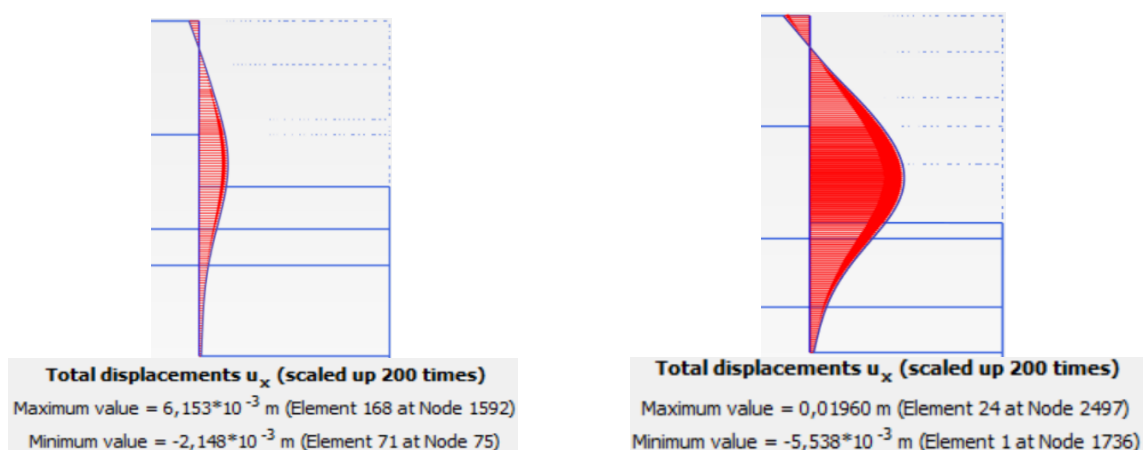 Total displacements uₓ (scaled up 200 times)
Maximum value = 6,153*10⁻³ m (Element 168 at Node 1592)
Minimum value = -2,148*10⁻³ m (Element 71 at Node 75)
Total displacements uₓ (scaled up 200 times)
Maximum value = 0,01960 m (Element 24 at Node 2497)
Minimum value = -5,538*10⁻³ m (Element 1 at Node 1736)